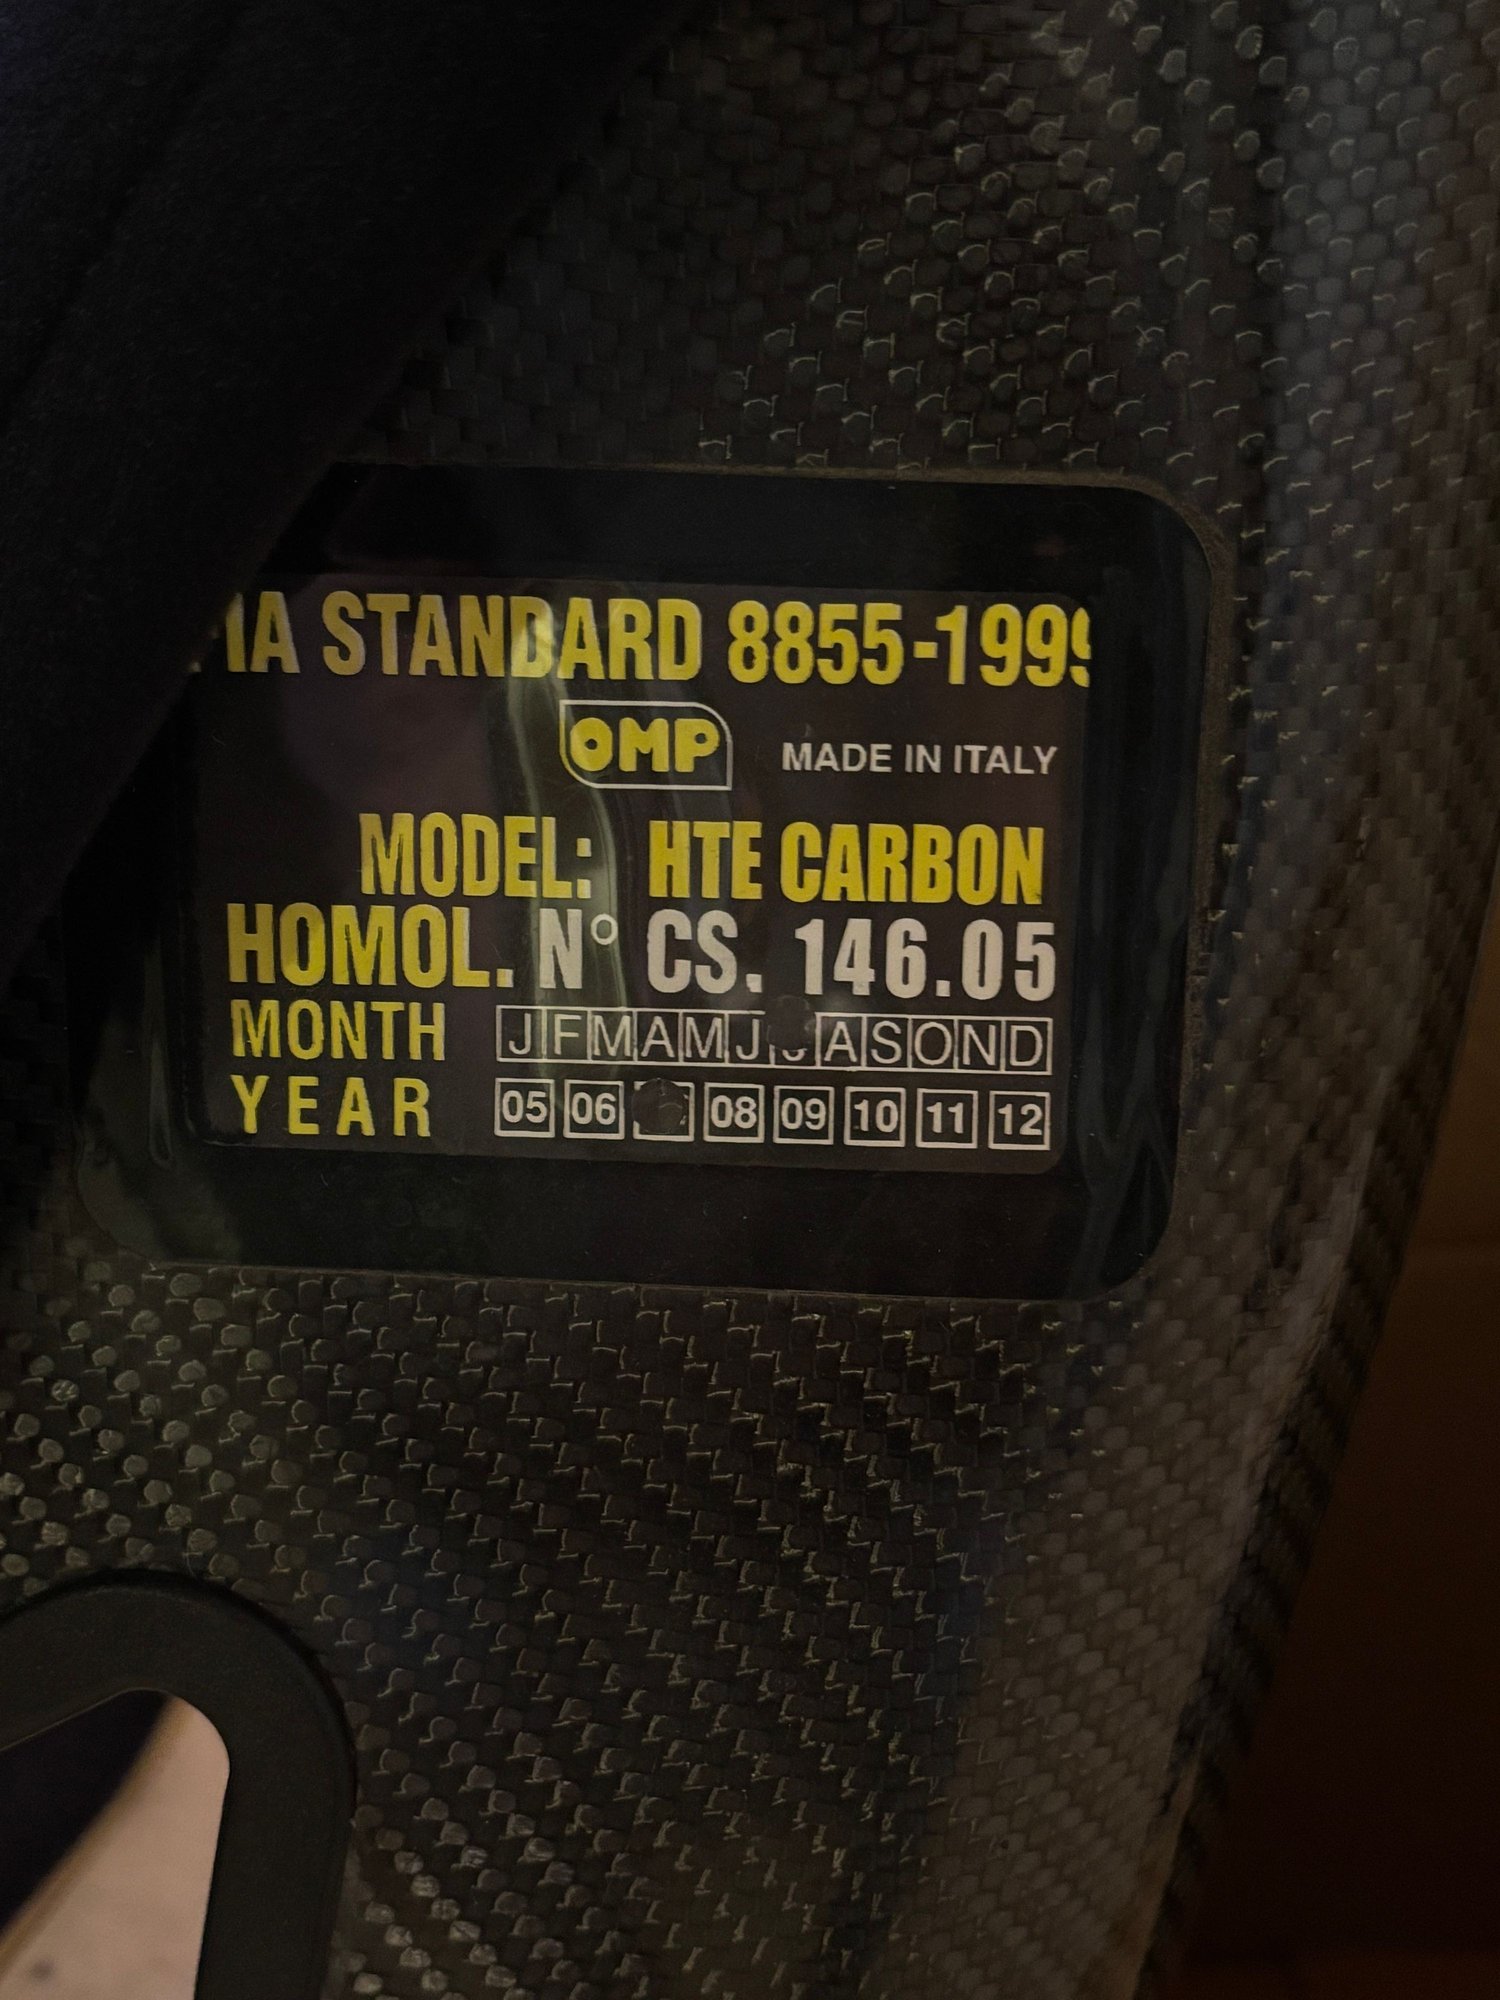 IA STANDARD 8855-1999
OMP MADE IN ITALY
MODEL: HTE CARBON
HOMOL. N° CS. 146.05
MONTH J F M A M J J A S O N D
YEAR 05 06 08 09 10 11 12